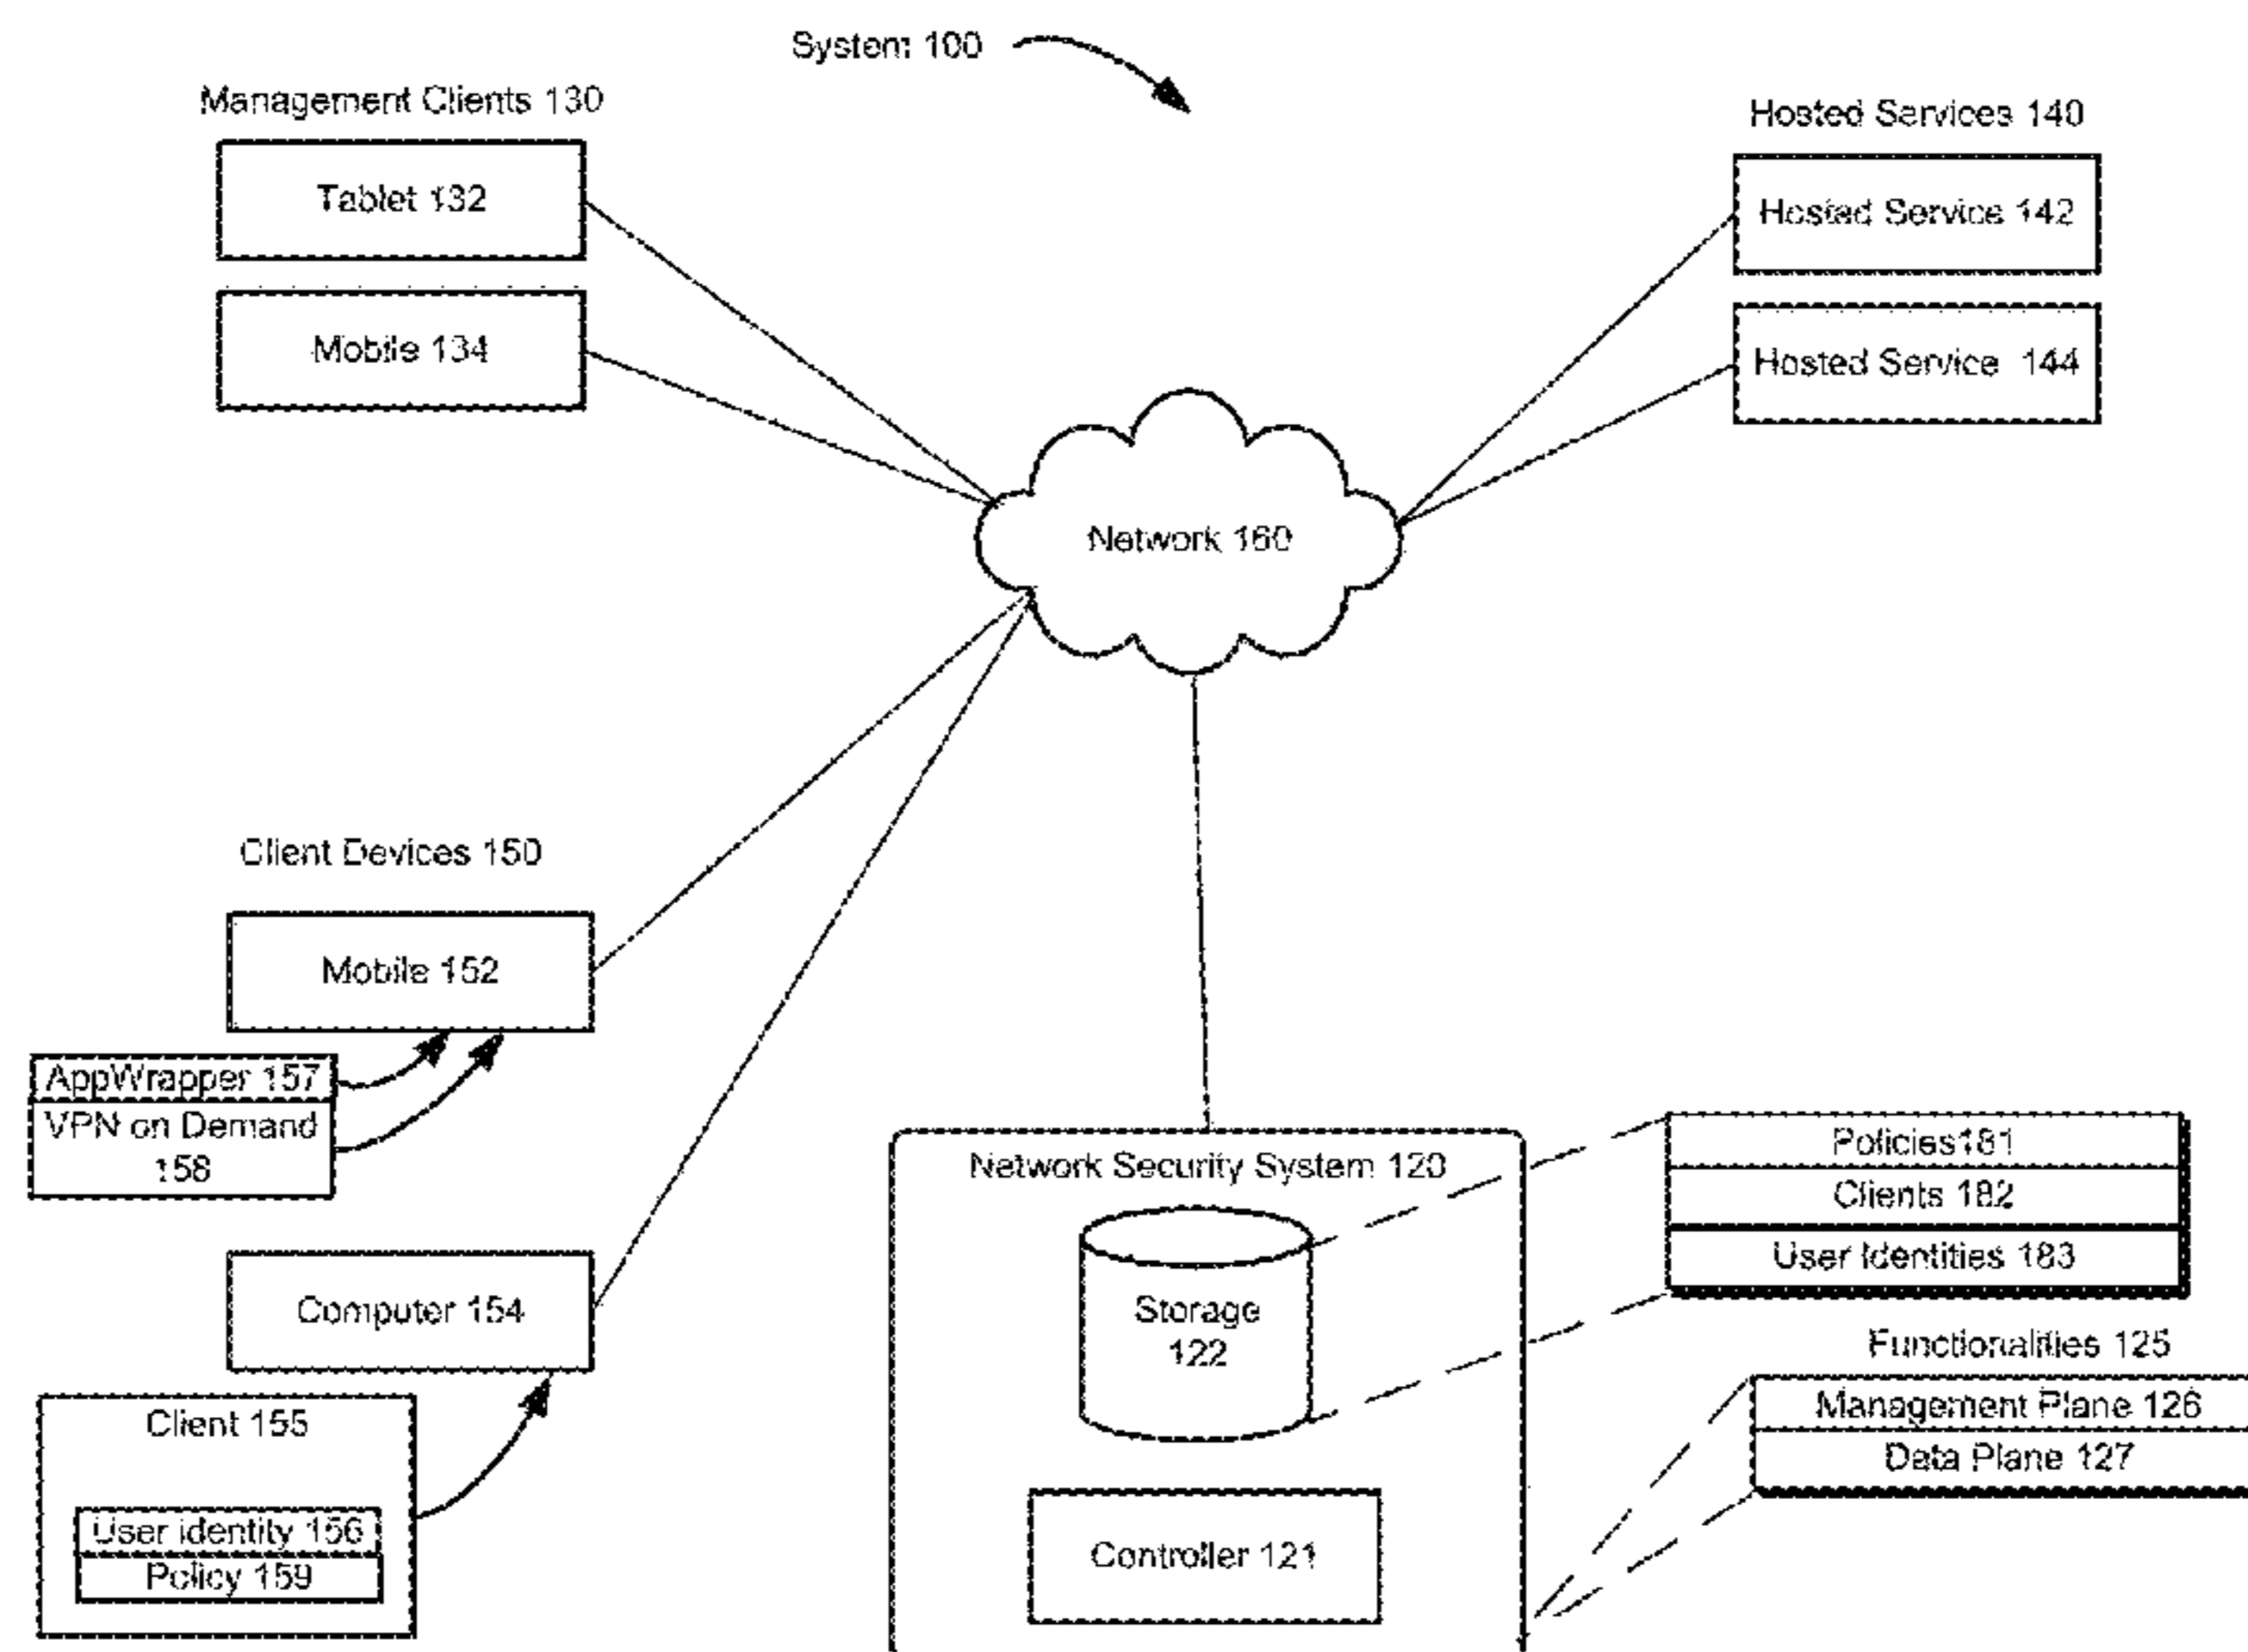 System 100
Management Clients 130
Tablet 132
Mobile 134
Hosted Services 140
Hosted Service 142
Hosted Service 144
Network 160
Client Devices 150
Mobile 152
AppWrapper 157
VPN on Demand
158
Computer 154
Client 155
User identity 156
Policy 159
Network Security System 120
Storage
122
Controller 121
Policies181
Clients 182
User Identities 183
Functionalities 125
Management Plane 126
Data Plane 127